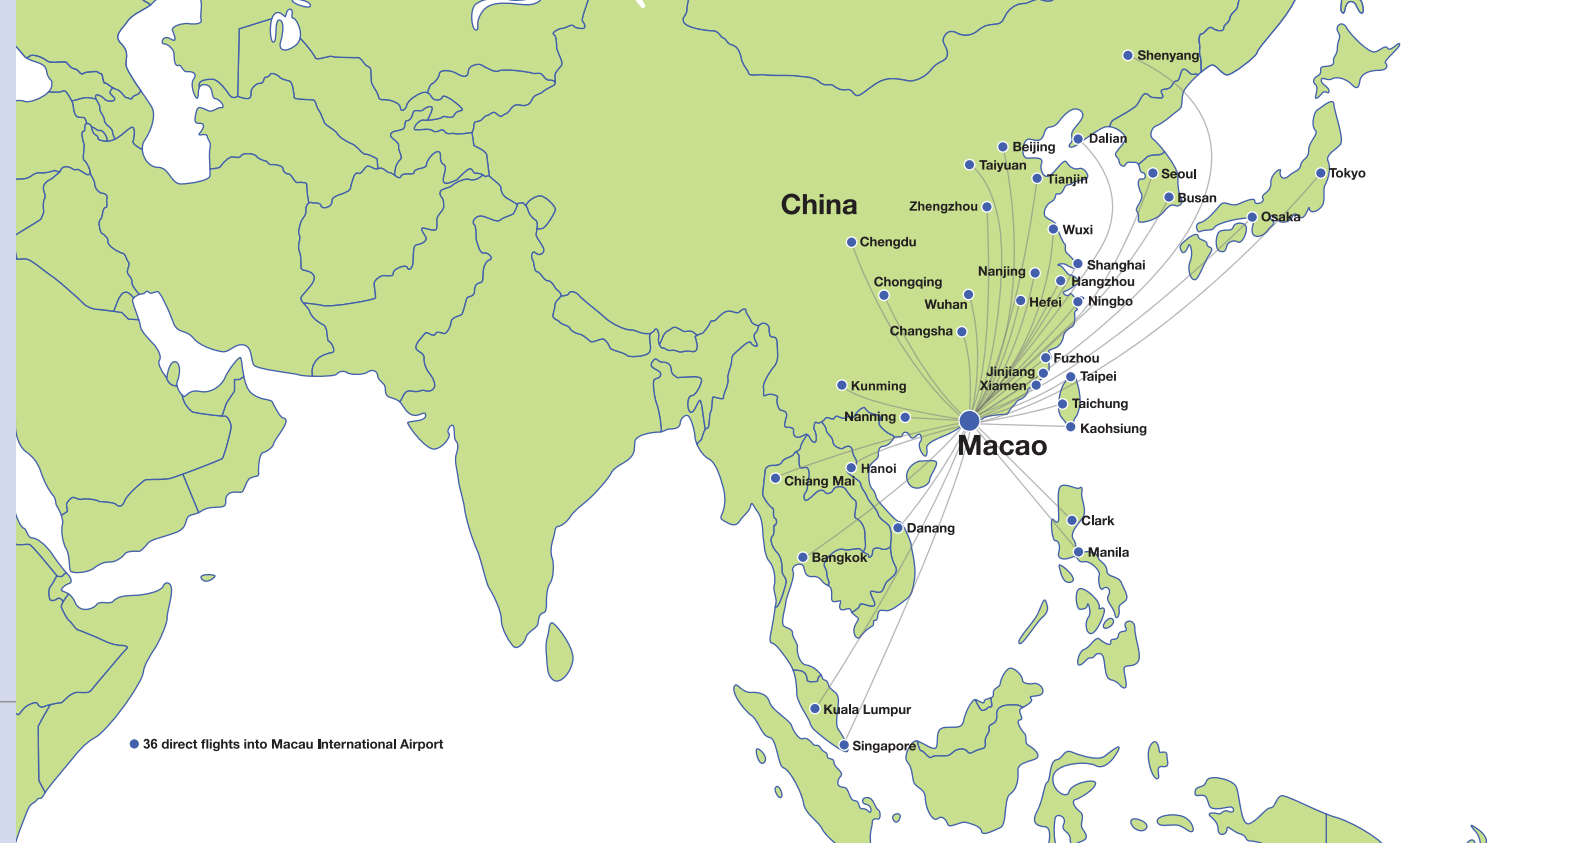 Shenyang
Dalian
Beijing
Taiyuan
Tianjin
Seoul
Tokyo
Busan
China
Zhengzhou
Osaka
Wuxi
Chengdu
Shanghai
Nanjing
Hangzhou
Chongqing
Wuhan
Hefei
Ningbo
Changsha
Fuzhou
Jinjiang
Taipei
Xiamen
Kunming
Taichung
Nanning
Kaohsiung
Macao
Hanoi
Chiang Mai
Clark
Danang
Manila
Bangkok
Kuala Lumpur
36 direct flights into Macau International Airport
Singapore